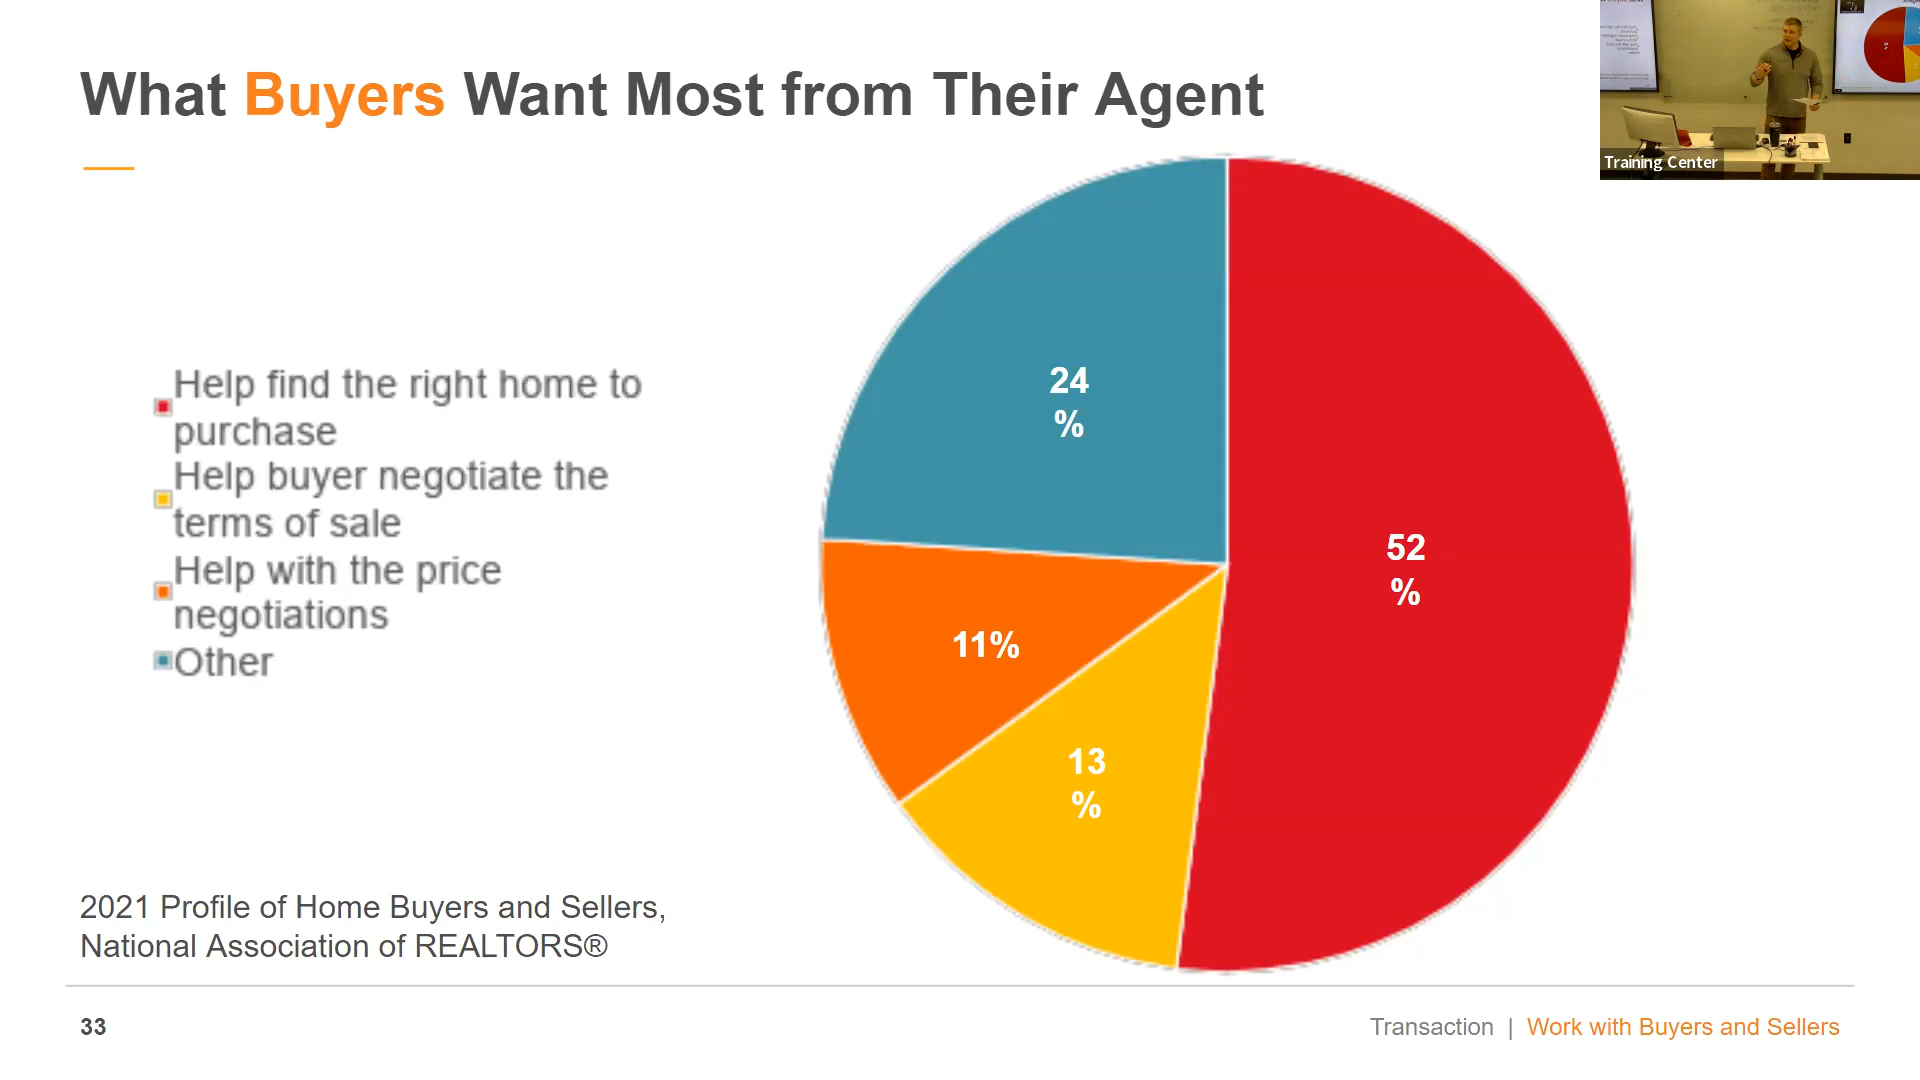 What Buyers Want Most from Their Agent
Training Center
Help find the right home to
purchase
Help buyer negotiate the
terms of sale
Help with the price
negotiations
Other
24
%
52
%
11%
13
%
2021 Profile of Home Buyers and Sellers,
National Association of REALTORS®
33
Transaction | Work with Buyers and Sellers